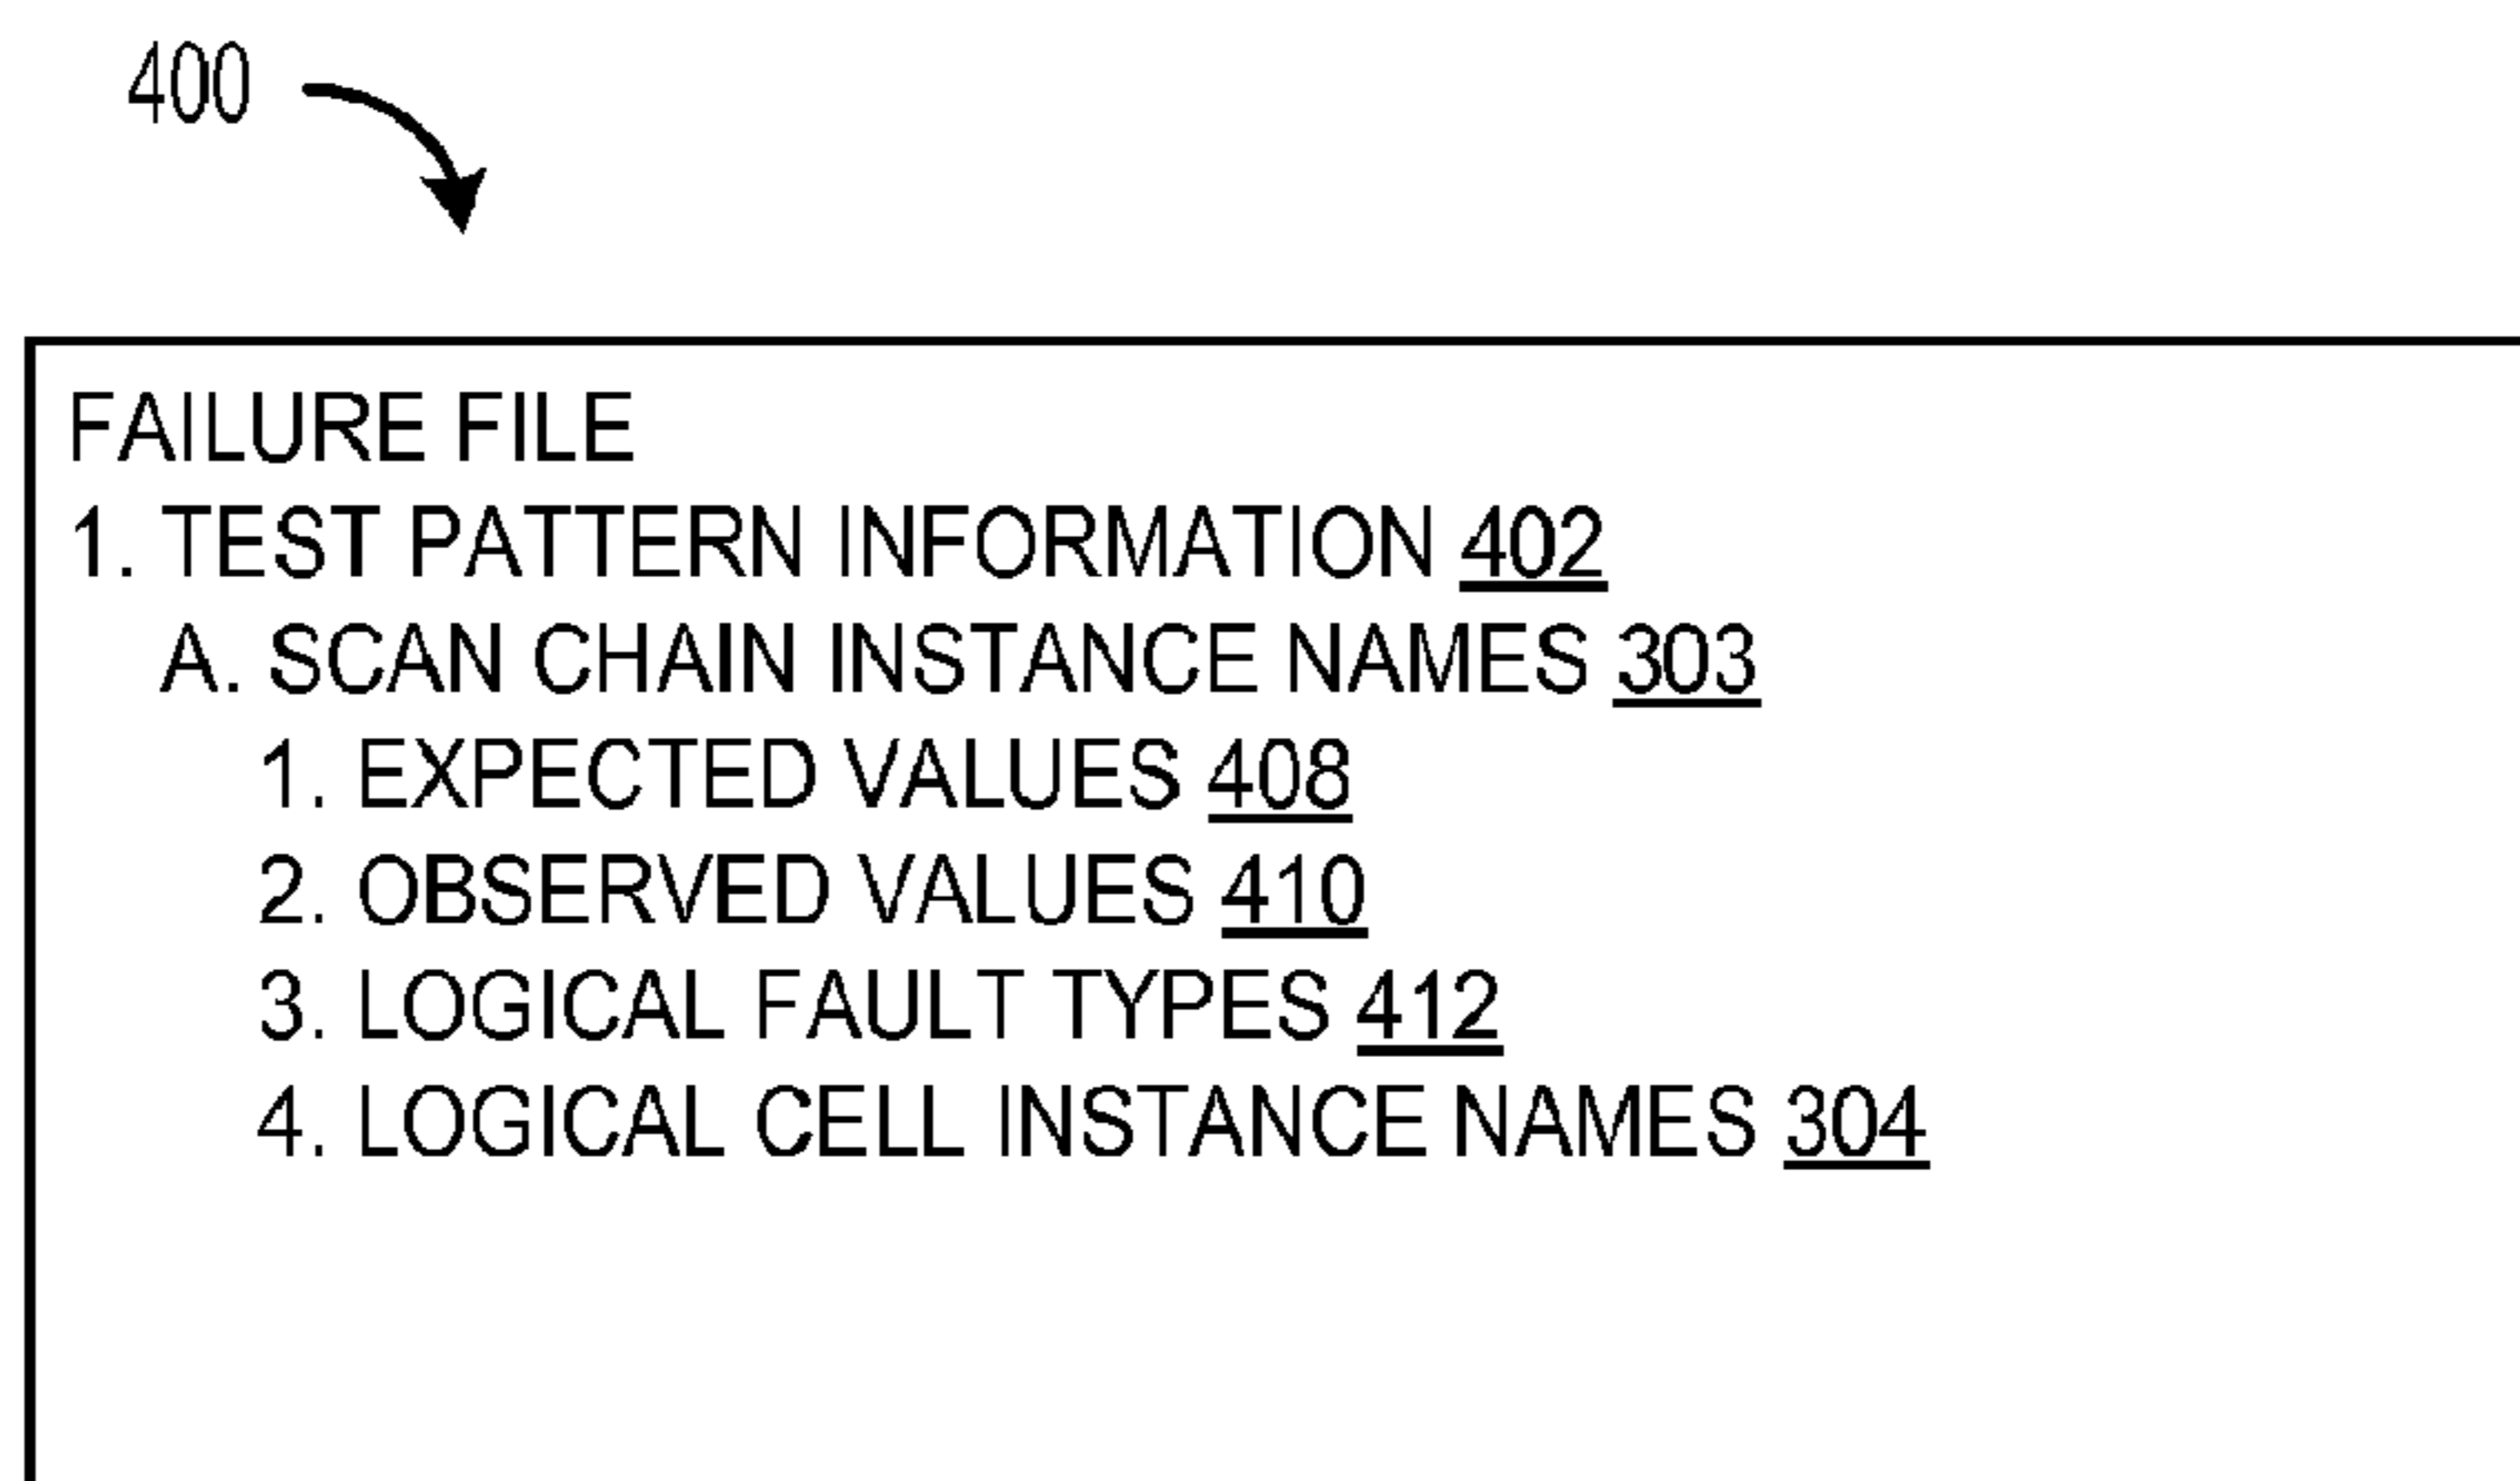 400
FAILURE FILE
1. TEST PATTERN INFORMATION 402
A. SCAN CHAIN INSTANCE NAMES 303
1. EXPECTED VALUES 408
2. OBSERVED VALUES 410
3. LOGICAL FAULT TYPES 412
4. LOGICAL CELL INSTANCE NAMES 304